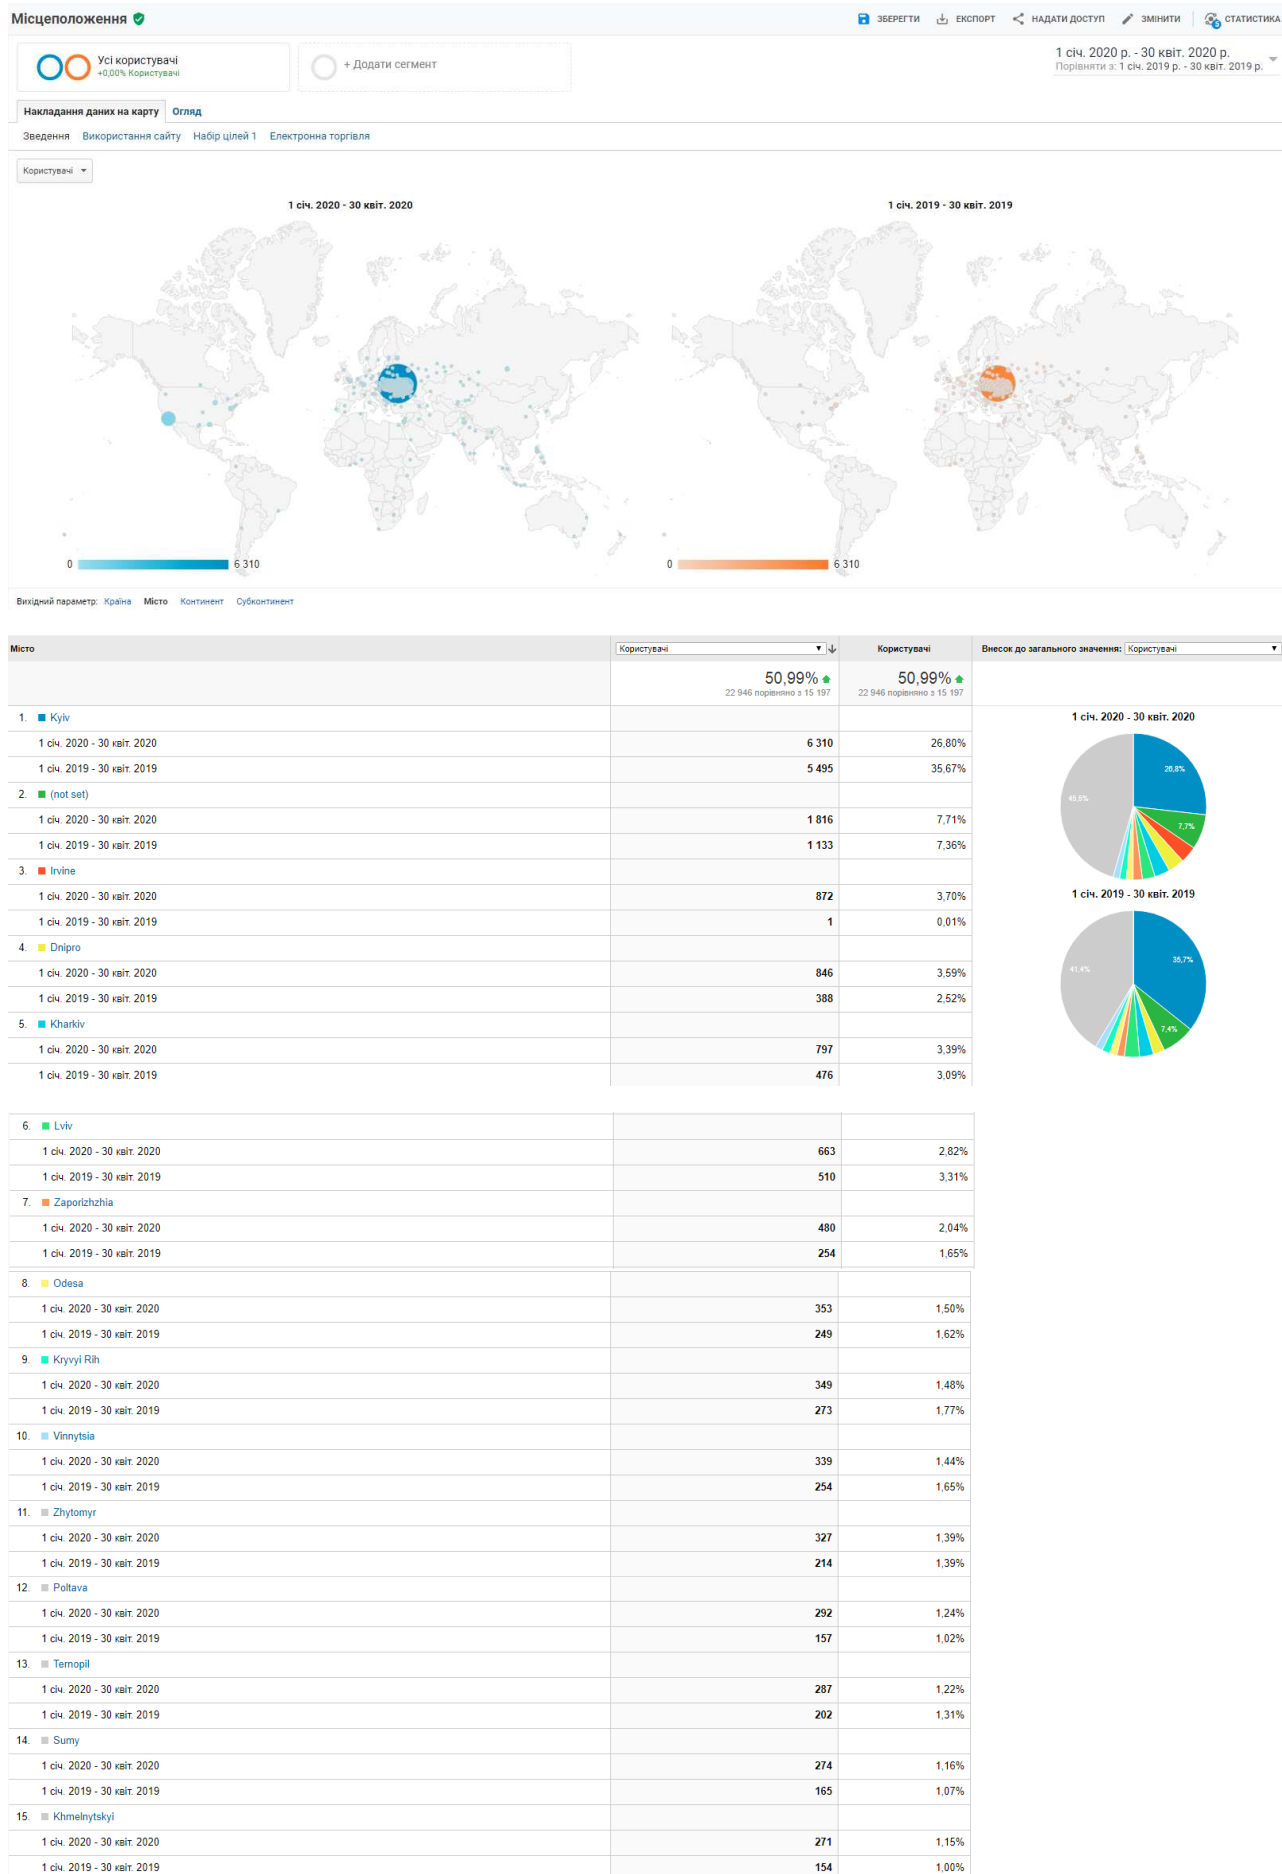 Місцеположення
ЗБЕРЕГТИ ЕКСПОРТ НАДАТИ ДОСТУП ЗМІНИТИ СТАТИСТИКА
Усі користувачі
+0,00% Користувачі
+ Додати сегмент
1 січ. 2020 р. - 30 квіт. 2020 р.
Порівняти з: 1 січ. 2019 р. - 30 квіт. 2019 р.
Накладання даних на карту Огляд
Зведення Використання сайту Набір цілей 1 Електронна торгівля
Користувачі
1 січ. 2020 - 30 квіт. 2020 1 січ. 2019 - 30 квіт. 2019
0 6 310 0 6 310
Вихідний параметр: Країна Місто Континент Субконтинент
Місто Користувачі Користувачі Внесок до загального значення: Користувачі
50,99% 50,99%
22 946 порівняно з 15 197 22 946 порівняно з 15 197
1. Kyiv
1 січ. 2020 - 30 квіт. 2020 6 310 26,80%
1 січ. 2019 - 30 квіт. 2019 5 495 35,67%
2. (not set)
1 січ. 2020 - 30 квіт. 2020 1 816 7,71%
1 січ. 2019 - 30 квіт. 2019 1 133 7,36%
3. Irvine
1 січ. 2020 - 30 квіт. 2020 872 3,70%
1 січ. 2019 - 30 квіт. 2019 1 0,01%
4. Dnipro
1 січ. 2020 - 30 квіт. 2020 846 3,59%
1 січ. 2019 - 30 квіт. 2019 388 2,52%
5. Kharkiv
1 січ. 2020 - 30 квіт. 2020 797 3,39%
1 січ. 2019 - 30 квіт. 2019 476 3,09%
1 січ. 2020 - 30 квіт. 2020
26,8%
45,5%
7,7%
1 січ. 2019 - 30 квіт. 2019
35,7%
41,4%
7,4%
6. Lviv
1 січ. 2020 - 30 квіт. 2020 663 2,82%
1 січ. 2019 - 30 квіт. 2019 510 3,31%
7. Zaporizhzhia
1 січ. 2020 - 30 квіт. 2020 480 2,04%
1 січ. 2019 - 30 квіт. 2019 254 1,65%
8. Odesa
1 січ. 2020 - 30 квіт. 2020 353 1,50%
1 січ. 2019 - 30 квіт. 2019 249 1,62%
9. Kryvyi Rih
1 січ. 2020 - 30 квіт. 2020 349 1,48%
1 січ. 2019 - 30 квіт. 2019 273 1,77%
10. Vinnytsia
1 січ. 2020 - 30 квіт. 2020 339 1,44%
1 січ. 2019 - 30 квіт. 2019 254 1,65%
11. Zhytomyr
1 січ. 2020 - 30 квіт. 2020 327 1,39%
1 січ. 2019 - 30 квіт. 2019 214 1,39%
12. Poltava
1 січ. 2020 - 30 квіт. 2020 292 1,24%
1 січ. 2019 - 30 квіт. 2019 157 1,02%
13. Ternopil
1 січ. 2020 - 30 квіт. 2020 287 1,22%
1 січ. 2019 - 30 квіт. 2019 202 1,31%
14. Sumy
1 січ. 2020 - 30 квіт. 2020 274 1,16%
1 січ. 2019 - 30 квіт. 2019 165 1,07%
15. Khmelnytskyi
1 січ. 2020 - 30 квіт. 2020 271 1,15%
1 січ. 2019 - 30 квіт. 2019 154 1,00%